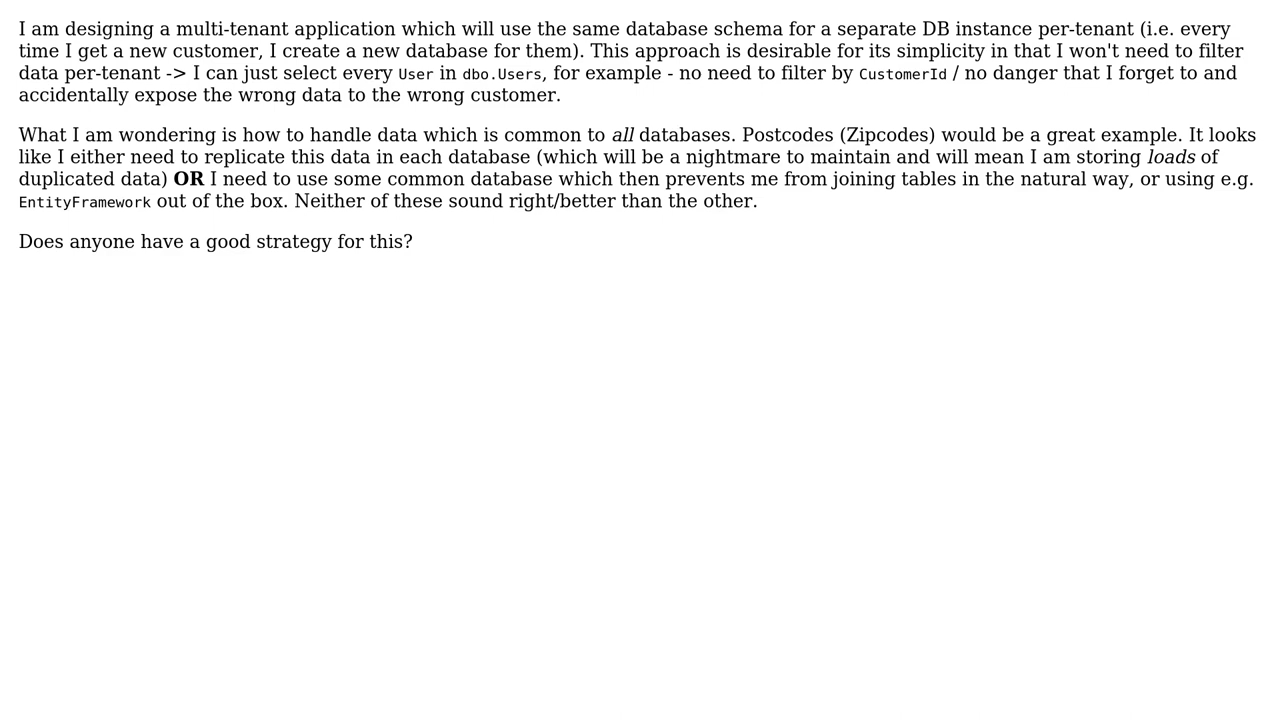 I am designing a multi-tenant application which will use the same database schema for a separate DB instance per-tenant (i.e. every
time I get a new customer, I create a new database for them). This approach is desirable for its simplicity in that I won't need to filter
data per-tenant -> I can just select every User in dbo.Users, for example - no need to filter by CustomerId / no danger that I forget to and
accidentally expose the wrong data to the wrong customer.
What I am wondering is how to handle data which is common to all databases. Postcodes (Zipcodes) would be a great example. It looks
like I either need to replicate this data in each database (which will be a nightmare to maintain and will mean I am storing loads of
duplicated data) OR I need to use some common database which then prevents me from joining tables in the natural way, or using e.g.
EntityFramework out of the box. Neither of these sound right/better than the other.
Does anyone have a good strategy for this?